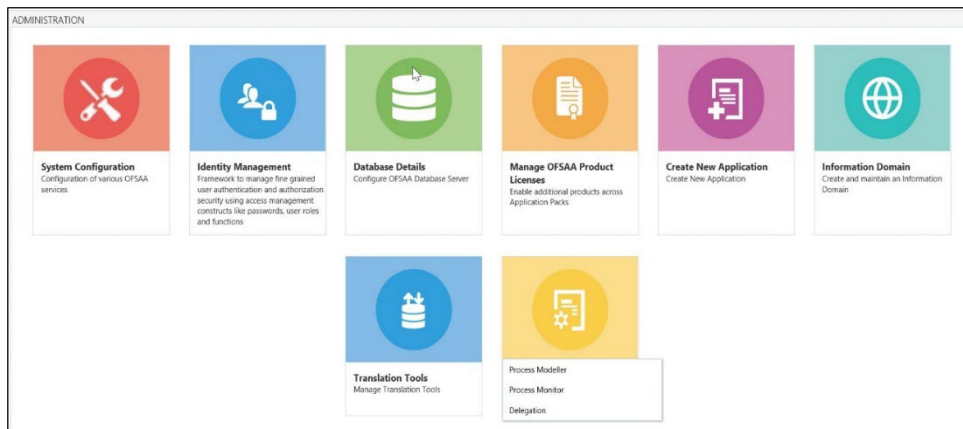 ADMINISTRATION
System Configuration
Configuration of various OFSAA
services
Identity Management
Framework to manage fine grained
user authentication and authorization
security using access management
constructs like passwords, user roles
and functions
Database Details
Configure OFSAA Database Server
Manage OFSAA Product
Licenses
Enable additional products across
Application Packs
Create New Application
Create New Application
Information Domain
Create and maintain an Information
Domain
Translation Tools
Manage Translation Tools
Process Modeller
Process Monitor
Delegation